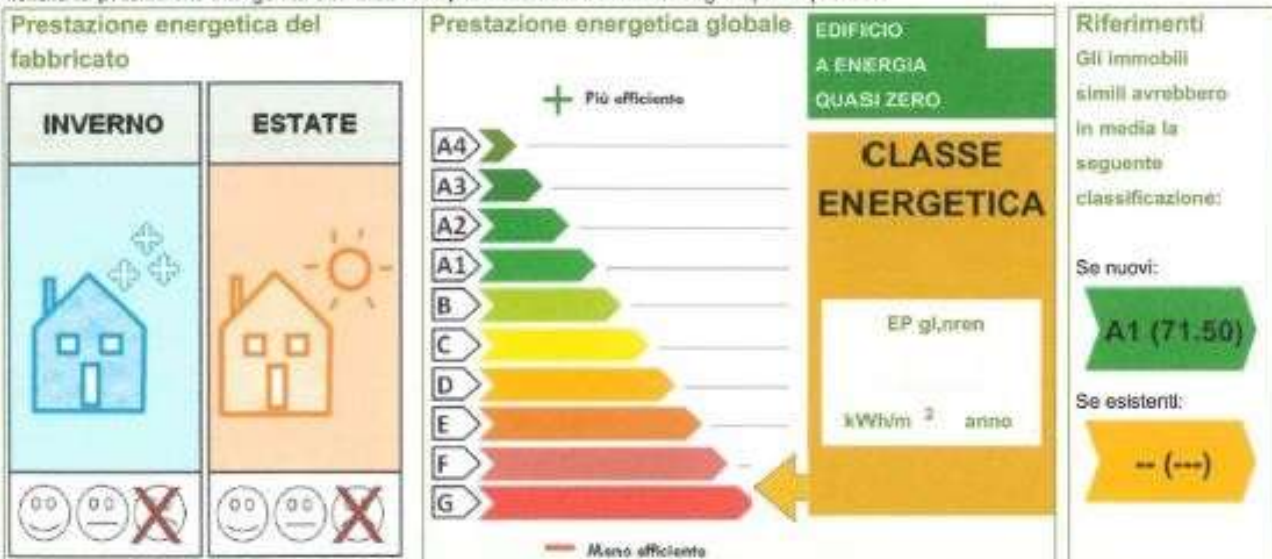 Prestazione energetica del
fabbricato
INVERNO
ESTATE
Prestazione energetica globale
Più efficiente
A4
A3
A2
A1
B
C
D
E
F
G
Meno efficiente
EDIFICIO
A ENERGIA
QUASI ZERO
CLASSE
ENERGETICA
EP gl,nren
kWh/m 2 anno
Riferimenti
Gli immobili
simili avrebbero
in media la
seguente
classificazione:
Se nuovi:
A1 (71.50)
Se esistenti:
-- (---)